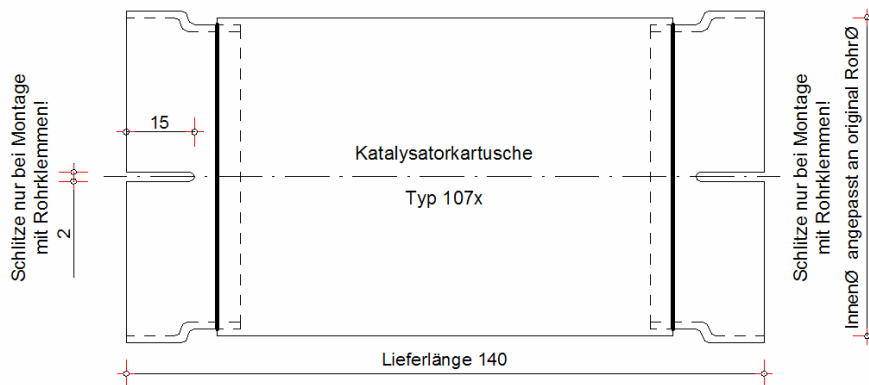 Schlitze nur bei Montage
mit Rohrklemmen!
15
2
Katalysatorkartusche
Typ 107x
Schlitze nur bei Montage
mit Rohrklemmen!
InnenØ angepasst an original RohrØ
Lieferlänge 140